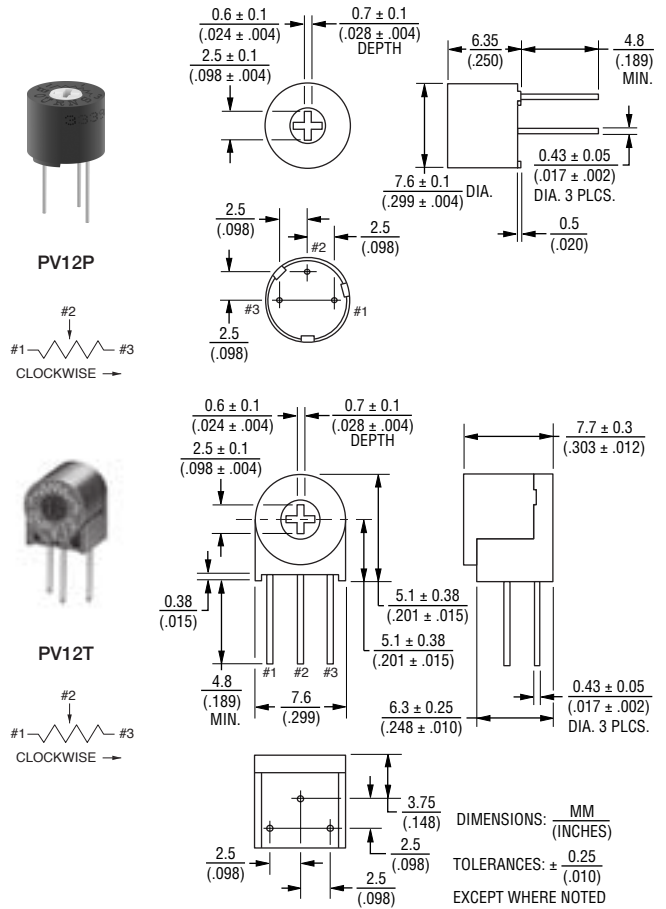 0.6 ± 0.1
(.024 ± .004)
0.7 ± 0.1
(.028 ± .004)
DEPTH
2.5 ± 0.1
(.098 ± .004)
6.35
(.250)
4.8
(.189)
MIN.
7.6 ± 0.1
(.299 ± .004)
DIA.
0.43 ± 0.05
(.017 ± .002)
DIA. 3 PLCS.
0.5
(.020)
PV12P
2.5
(.098)
2.5
(.098)
#2
#3
#1
2.5
(.098)
#2
#1
#3
CLOCKWISE
0.6 ± 0.1
(.024 ± .004)
0.7 ± 0.1
(.028 ± .004)
DEPTH
2.5 ± 0.1
(.098 ± .004)
7.7 ± 0.3
(.303 ± .012)
0.38
(.015)
5.1 ± 0.38
(.201 ± .015)
5.1 ± 0.38
(.201 ± .015)
PV12T
#1 #2 #3
4.8
(.189)
MIN.
7.6
(.299)
6.3 ± 0.25
(.248 ± .010)
0.43 ± 0.05
(.017 ± .002)
DIA. 3 PLCS.
#2
#1
#3
CLOCKWISE
3.75
(.148)
2.5
(.098)
2.5
(.098)
2.5
(.098)
DIMENSIONS: MM
(INCHES)
TOLERANCES: ± 0.25
(.010)
EXCEPT WHERE NOTED